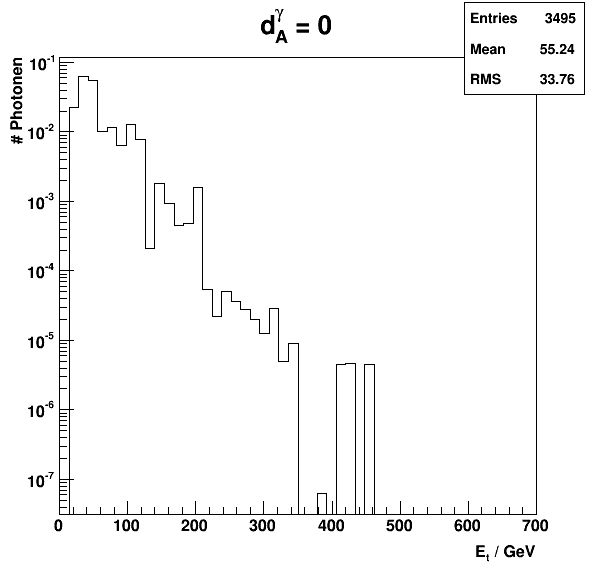 d_A^γ = 0
Entries 3495
Mean 55.24
RMS 33.76
# Photonen
10^-1
10^-2
10^-3
10^-4
10^-5
10^-6
10^-7
0 100 200 300 400 500 600 700
E_t / GeV